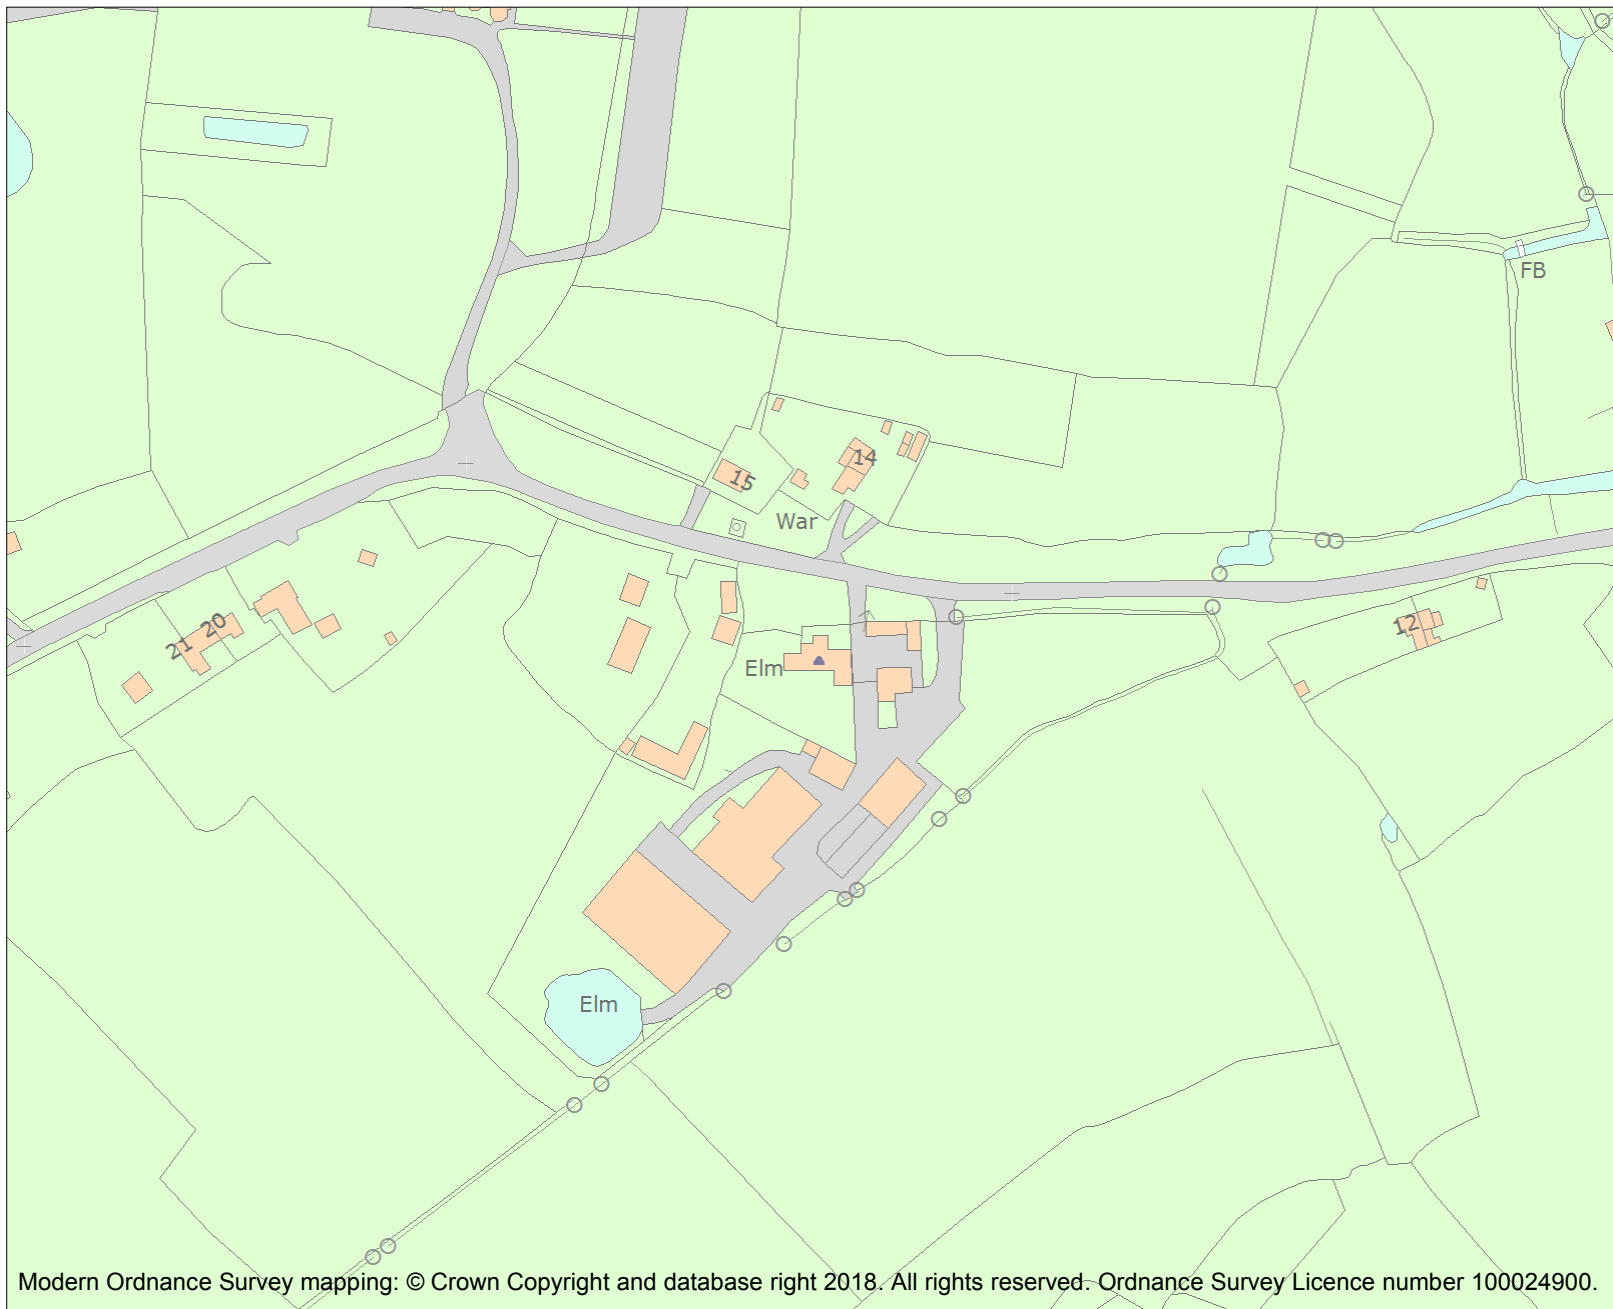 FB
14
15
War
12
20
21
Elm
Elm
Modern Ordnance Survey mapping: © Crown Copyright and database right 2018. All rights reserved. Ordnance Survey Licence number 100024900.